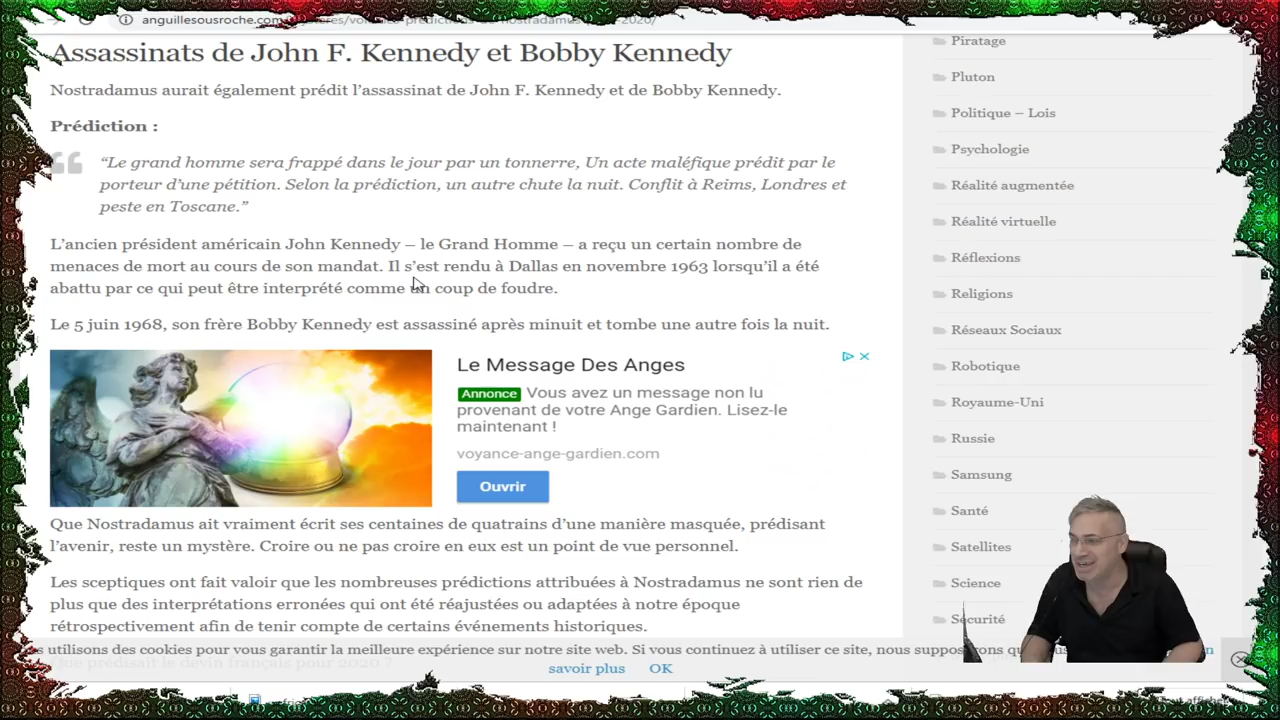 anguillesousroche.com
Assassinats de John F. Kennedy et Bobby Kennedy
Nostradamus aurait également prédit l’assassinat de John F. Kennedy et de Bobby Kennedy.
Prédiction :
“Le grand homme sera frappé dans le jour par un tonnerre, Un acte maléfique prédit par le
porteur d’une pétition. Selon la prédiction, un autre chute la nuit. Conflit à Reims, Londres et
peste en Toscane.”
L’ancien président américain John Kennedy – le Grand Homme – a reçu un certain nombre de
menaces de mort au cours de son mandat. Il s’est rendu à Dallas en novembre 1963 lorsqu’il a été
abattu par ce qui peut être interprété comme un coup de foudre.
Le 5 juin 1968, son frère Bobby Kennedy est assassiné après minuit et tombe une autre fois la nuit.
Le Message Des Anges
Annonce Vous avez un message non lu
provenant de votre Ange Gardien. Lisez-le
maintenant !
voyance-ange-gardien.com
Ouvrir
Que Nostradamus ait vraiment écrit ses centaines de quatrains d’une manière masquée, prédisant
l’avenir, reste un mystère. Croire ou ne pas croire en eux est un point de vue personnel.
Les sceptiques ont fait valoir que les nombreuses prédictions attribuées à Nostradamus ne sont rien de
plus que des interprétations erronées qui ont été réajustées ou adaptées à notre époque
rétrospectivement afin de tenir compte de certains événements historiques.
utilisons des cookies pour vous garantir la meilleure expérience sur notre site web. Si vous continuez à utiliser ce site, nous
savoir plus OK
que prédisait le devin français pour 2020 ?
Piratage
Pluton
Politique – Lois
Psychologie
Réalité augmentée
Réalité virtuelle
Réflexions
Religions
Réseaux Sociaux
Robotique
Royaume-Uni
Russie
Samsung
Santé
Satellites
Science
Sécurité